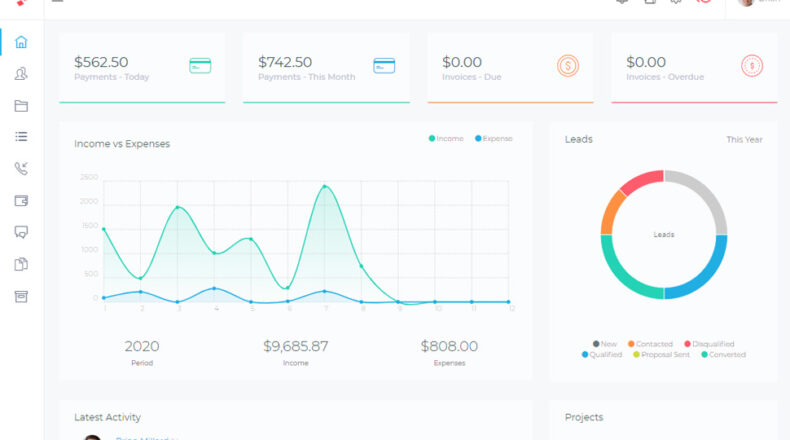 $562.50
Payments - Today
$742.50
Payments - This Month
$0.00
Invoices - Due
$0.00
Invoices - Overdue
Income vs Expenses
Income
Expense
2500
2000
1500
1000
500
0
1 2 3 4 5 6 7 8 9 10 11 12
2020
Period
$9,685.87
Income
$808.00
Expenses
Leads
This Year
Leads
New Contacted Disqualified
Qualified Proposal Sent Converted
Latest Activity
Projects